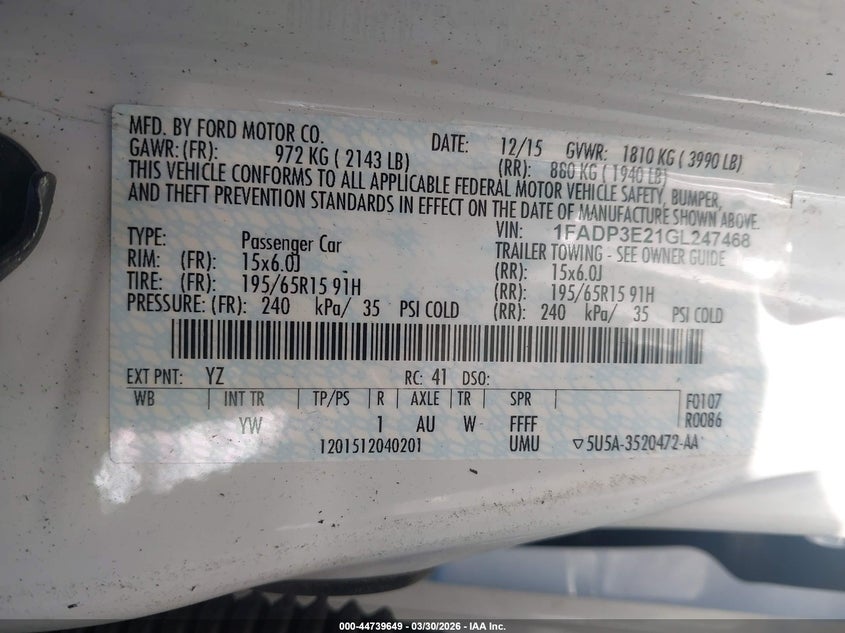 MFD. BY FORD MOTOR CO. DATE: 12/15 GVWR: 1810 KG ( 3990 LB)
GAWR: (FR): 972 KG ( 2143 LB) (RR): 880 KG ( 1940 LB)
THIS VEHICLE CONFORMS TO ALL APPLICABLE FEDERAL MOTOR VEHICLE SAFETY, BUMPER,
AND THEFT PREVENTION STANDARDS IN EFFECT ON THE DATE OF MANUFACTURE SHOWN ABOVE.
VIN: 1FADP3E21GL247468
TYPE: Passenger Car TRAILER TOWING - SEE OWNER GUIDE
RIM: (FR): 15x6.0J (RR): 15x6.0J
TIRE: (FR): 195/65R15 91H (RR): 195/65R15 91H
PRESSURE: (FR): 240 kPa/ 35 PSI COLD (RR): 240 kPa/ 35 PSI COLD
EXT PNT: YZ RC: 41 DSO:
WB INT TR TP/PS R AXLE TR SPR F0107
YW 1 AU W FFFF R0086
1201512040201 UMU ▽5U5A-3520472-AA
000-44739649 - 03/30/2026 - IAA Inc.